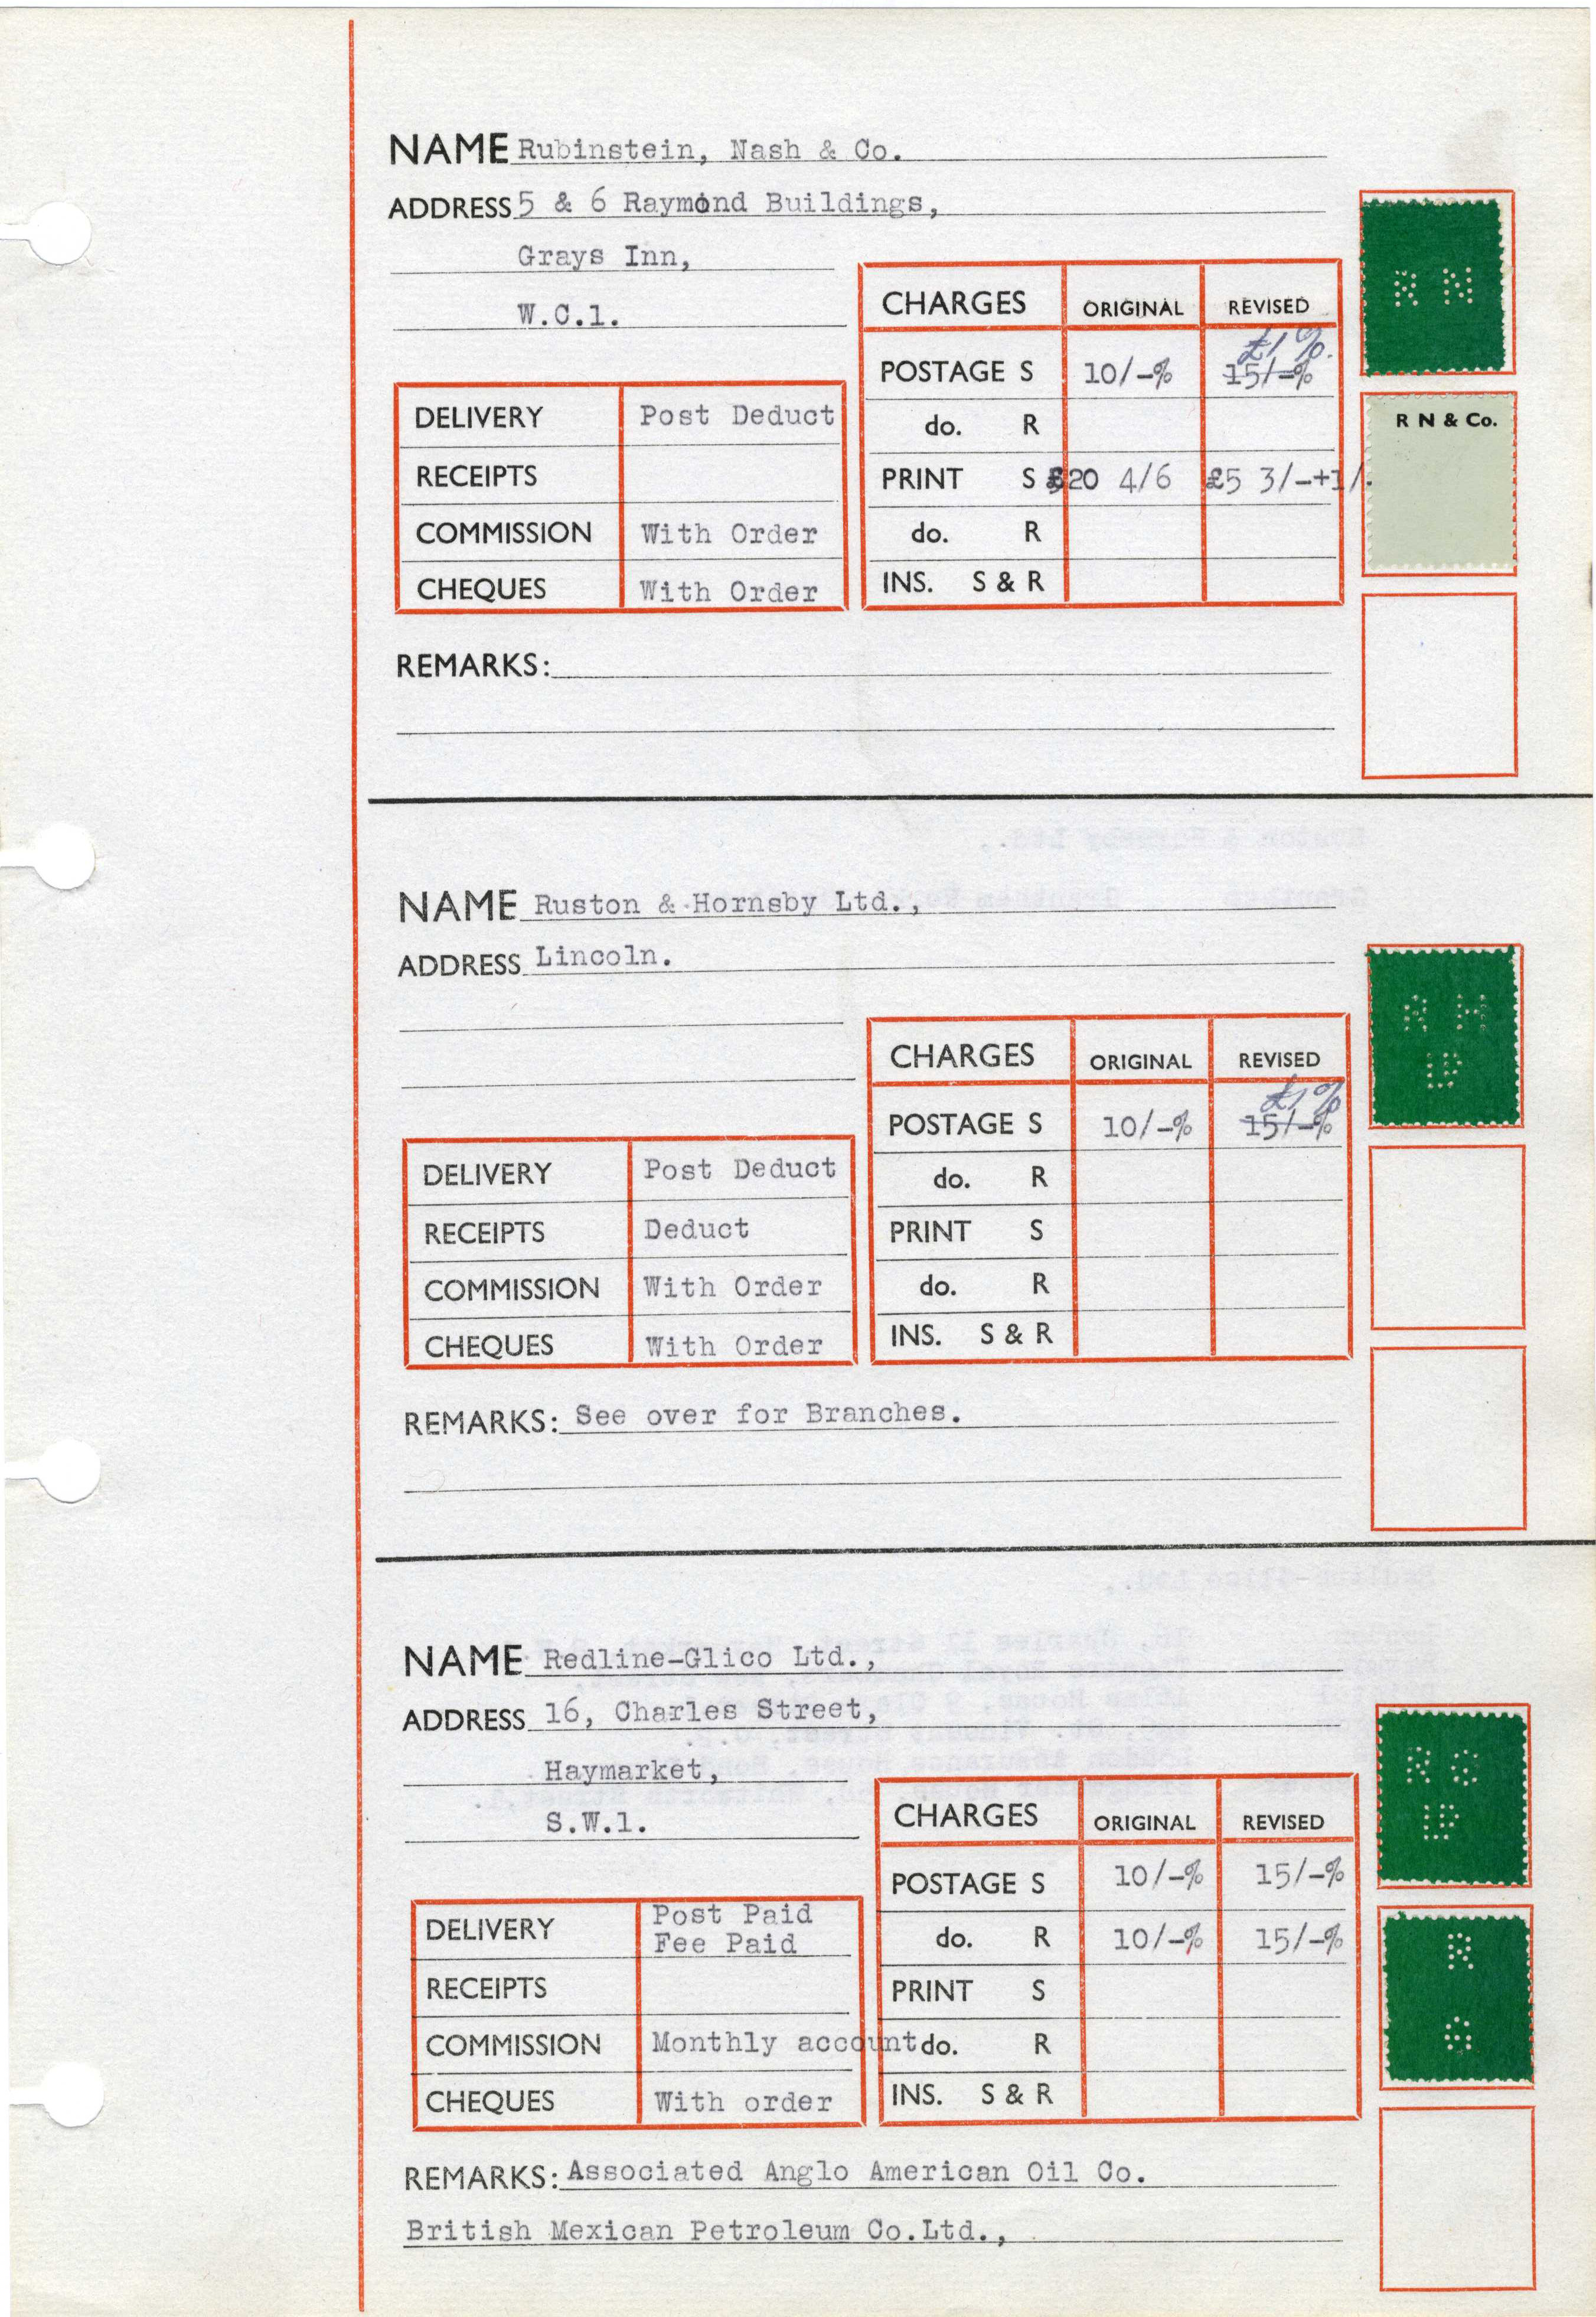 NAME Rubinstein, Nash & Co.
ADDRESS 5 & 6 Raymond Buildings,
Grays Inn,
W.C.1.
R N
CHARGES ORIGINAL REVISED
£1 %.
POSTAGE S 10/-% 15/-%
R N & Co.
DELIVERY Post Deduct
do. R
RECEIPTS
PRINT S £20 4/6 £5 3/-+1/-
COMMISSION With Order
do. R
CHEQUES With Order
INS. S & R
REMARKS:
NAME Ruston & Hornsby Ltd.,
ADDRESS Lincoln.
R H
LD
CHARGES ORIGINAL REVISED
£1 %
POSTAGE S 10/-% 15/-%
DELIVERY Post Deduct
do. R
RECEIPTS Deduct
PRINT S
COMMISSION With Order
do. R
CHEQUES With Order
INS. S & R
REMARKS: See over for Branches.
NAME Redline-Glico Ltd.,
ADDRESS 16, Charles Street,
Haymarket,
S.W.1.
R G
LD
CHARGES ORIGINAL REVISED
POSTAGE S 10/-% 15/-%
DELIVERY Post Paid
Fee Paid
do. R 10/-% 15/-%
R
G
RECEIPTS
PRINT S
COMMISSION Monthly account
do. R
CHEQUES With order
INS. S & R
REMARKS: Associated Anglo American Oil Co.
British Mexican Petroleum Co.Ltd.,